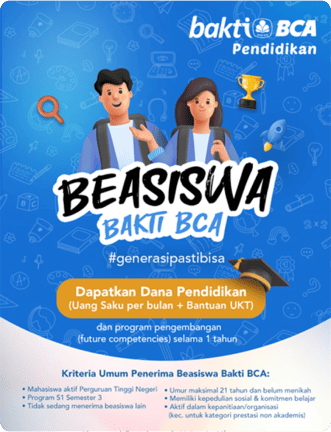 bakti BCA
Pendidikan
BEASISWA
BAKTI BCA
#generasipastibisa
Dapatkan Dana Pendidikan
(Uang Saku per bulan + Bantuan UKT)
dan program pengembangan
(future competencies) selama 1 tahun
Kriteria Umum Penerima Beasiswa Bakti BCA:
• Mahasiswa aktif Perguruan Tinggi Negeri
• Program S1 Semester 3
• Tidak sedang menerima beasiswa lain
• Umur maksimal 21 tahun dan belum menikah
• Memiliki kepedulian sosial & komitmen belajar
• Aktif dalam kepanitiaan/organisasi
(kec. untuk kategori prestasi non akademis)